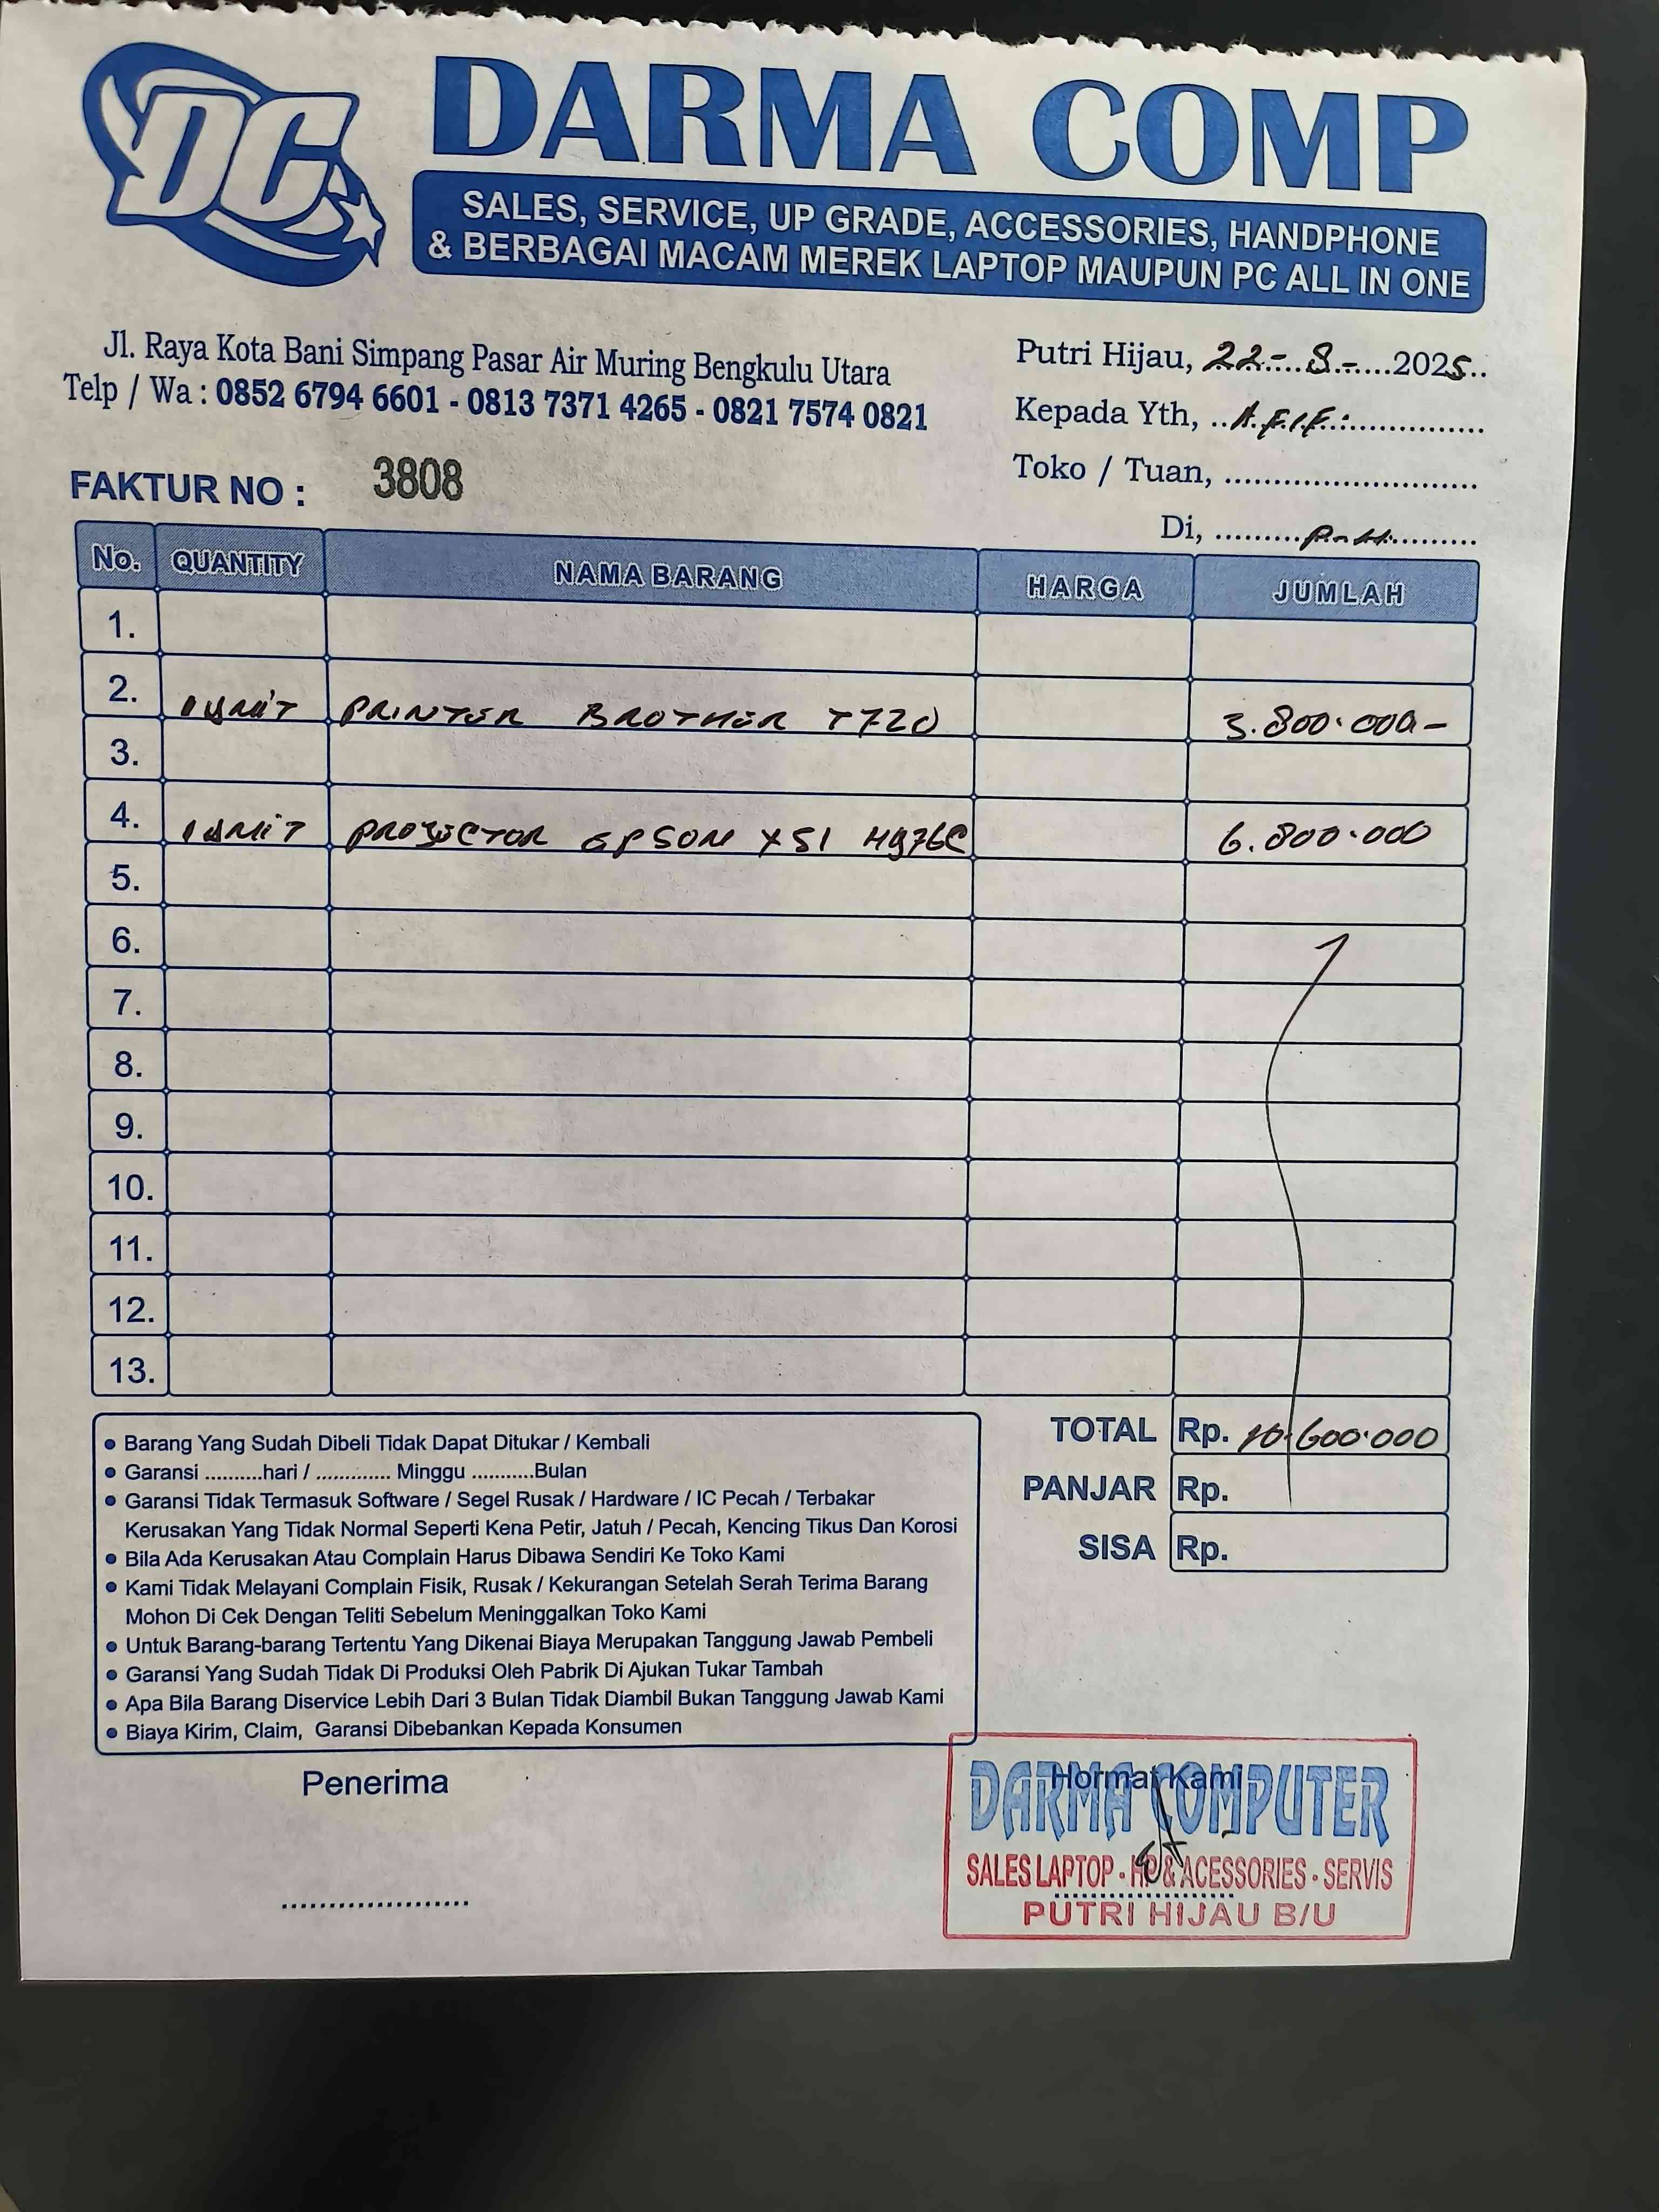 DC
DARMA COMP
SALES, SERVICE, UP GRADE, ACCESSORIES, HANDPHONE
& BERBAGAI MACAM MEREK LAPTOP MAUPUN PC ALL IN ONE
Jl. Raya Kota Bani Simpang Pasar Air Muring Bengkulu Utara
Telp / Wa : 0852 6794 6601 - 0813 7371 4265 - 0821 7574 0821
Putri Hijau, 22 - 8 - 2025
Kepada Yth, A.F.I.F.
Toko / Tuan,
Di,
FAKTUR NO : 3808
No. QUANTITY NAMA BARANG HARGA JUMLAH
1.
2. 1 UNIT PRINTER BROTHER T720 3.800.000-
3.
4. 1 UNIT PROJECTOR EPSON X51 H976C 6.800.000
5.
6.
7.
8.
9.
10.
11.
12.
13.
TOTAL Rp. 10.600.000
PANJAR Rp.
SISA Rp.
• Barang Yang Sudah Dibeli Tidak Dapat Ditukar / Kembali
• Garansi ..........hari / ............. Minggu ...........Bulan
• Garansi Tidak Termasuk Software / Segel Rusak / Hardware / IC Pecah / Terbakar
Kerusakan Yang Tidak Normal Seperti Kena Petir, Jatuh / Pecah, Kencing Tikus Dan Korosi
• Bila Ada Kerusakan Atau Complain Harus Dibawa Sendiri Ke Toko Kami
• Kami Tidak Melayani Complain Fisik, Rusak / Kekurangan Setelah Serah Terima Barang
Mohon Di Cek Dengan Teliti Sebelum Meninggalkan Toko Kami
• Untuk Barang-barang Tertentu Yang Dikenai Biaya Merupakan Tanggung Jawab Pembeli
• Garansi Yang Sudah Tidak Di Produksi Oleh Pabrik Di Ajukan Tukar Tambah
• Apa Bila Barang Diservice Lebih Dari 3 Bulan Tidak Diambil Bukan Tanggung Jawab Kami
• Biaya Kirim, Claim, Garansi Dibebankan Kepada Konsumen
Penerima
Hormat Kami
DARMA COMPUTER
SALES LAPTOP - HP & ACESSORIES - SERVIS
PUTRI HIJAU B/U